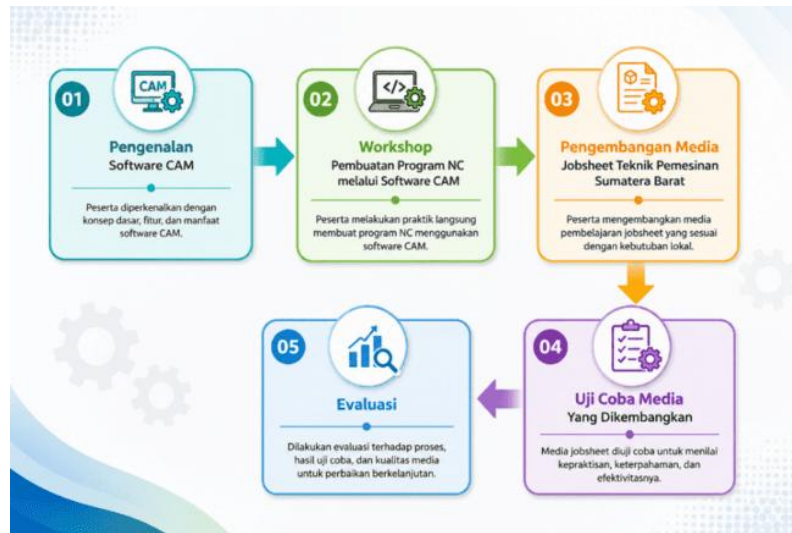 01
CAM
Pengenalan
Software CAM
Peserta diperkenalkan dengan
konsep dasar, fitur, dan manfaat
software CAM.
02
</>
Workshop
Pembuatan Program NC
melalui Software CAM
Peserta melakukan praktik langsung
membuat program NC menggunakan
software CAM.
03
Pengembangan Media
Jobsheet Teknik Pemesinan
Sumatera Barat
Peserta mengembangkan media
pembelajaran jobsheet yang sesuai
dengan kebutuban lokal.
04
Uji Coba Media
Yang Dikembangkan
Media jobsheet diuji coba untuk menilai
kepraktisan, keterpahaman, dan
efektivitasnya.
05
Evaluasi
Dilakukan evaluasi terhadap proses,
hasil uji coba, dan kualitas media
untuk perbaikan berkelanjutan.